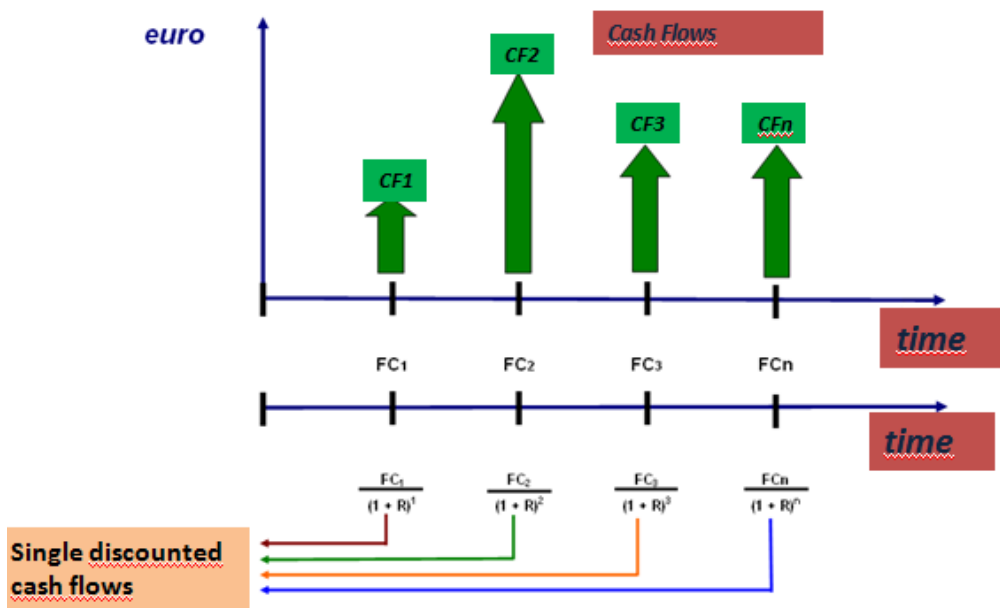 euro
Cash Flows
CF2
CF3
CFn
CF1
time
FC₁ FC₂ FC₃ FCn
time
FC₁ FC₂ FC₃ FCn
(1 + R)¹ (1 + R)² (1 + R)³ (1 + R)ⁿ
Single discounted
cash flows